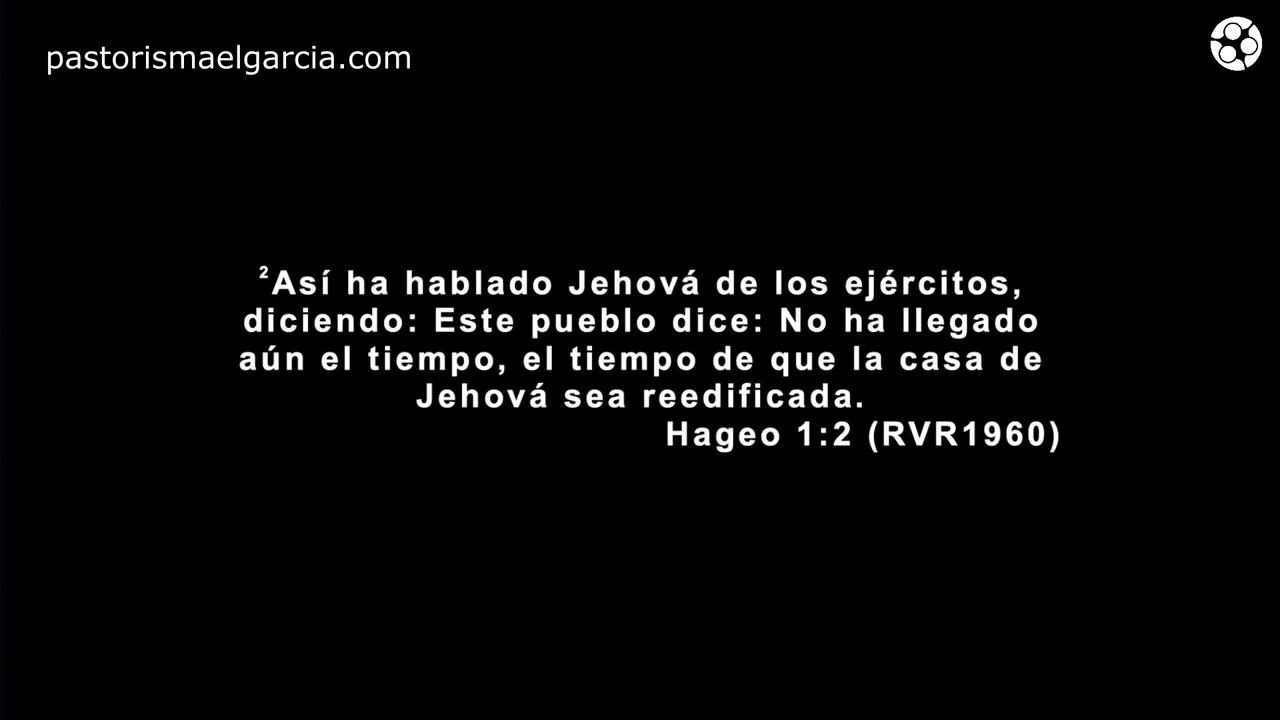 pastorismaelgarcia.com
²Así ha hablado Jehová de los ejércitos,
diciendo: Este pueblo dice: No ha llegado
aún el tiempo, el tiempo de que la casa de
Jehová sea reedificada.
Hageo 1:2 (RVR1960)